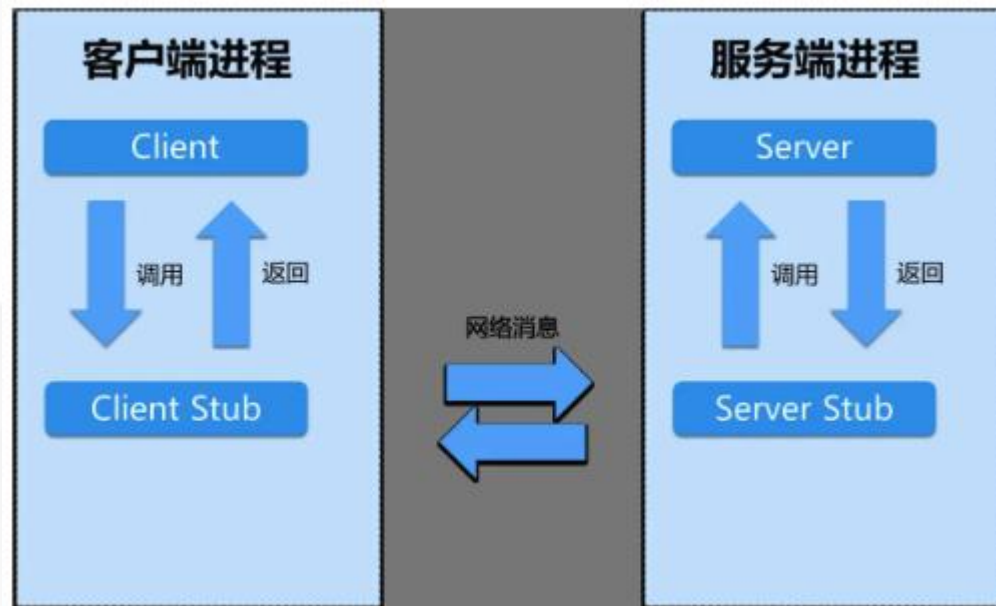 客户端进程
服务端进程
Client
Server
调用
返回
调用
返回
网络消息
Client Stub
Server Stub